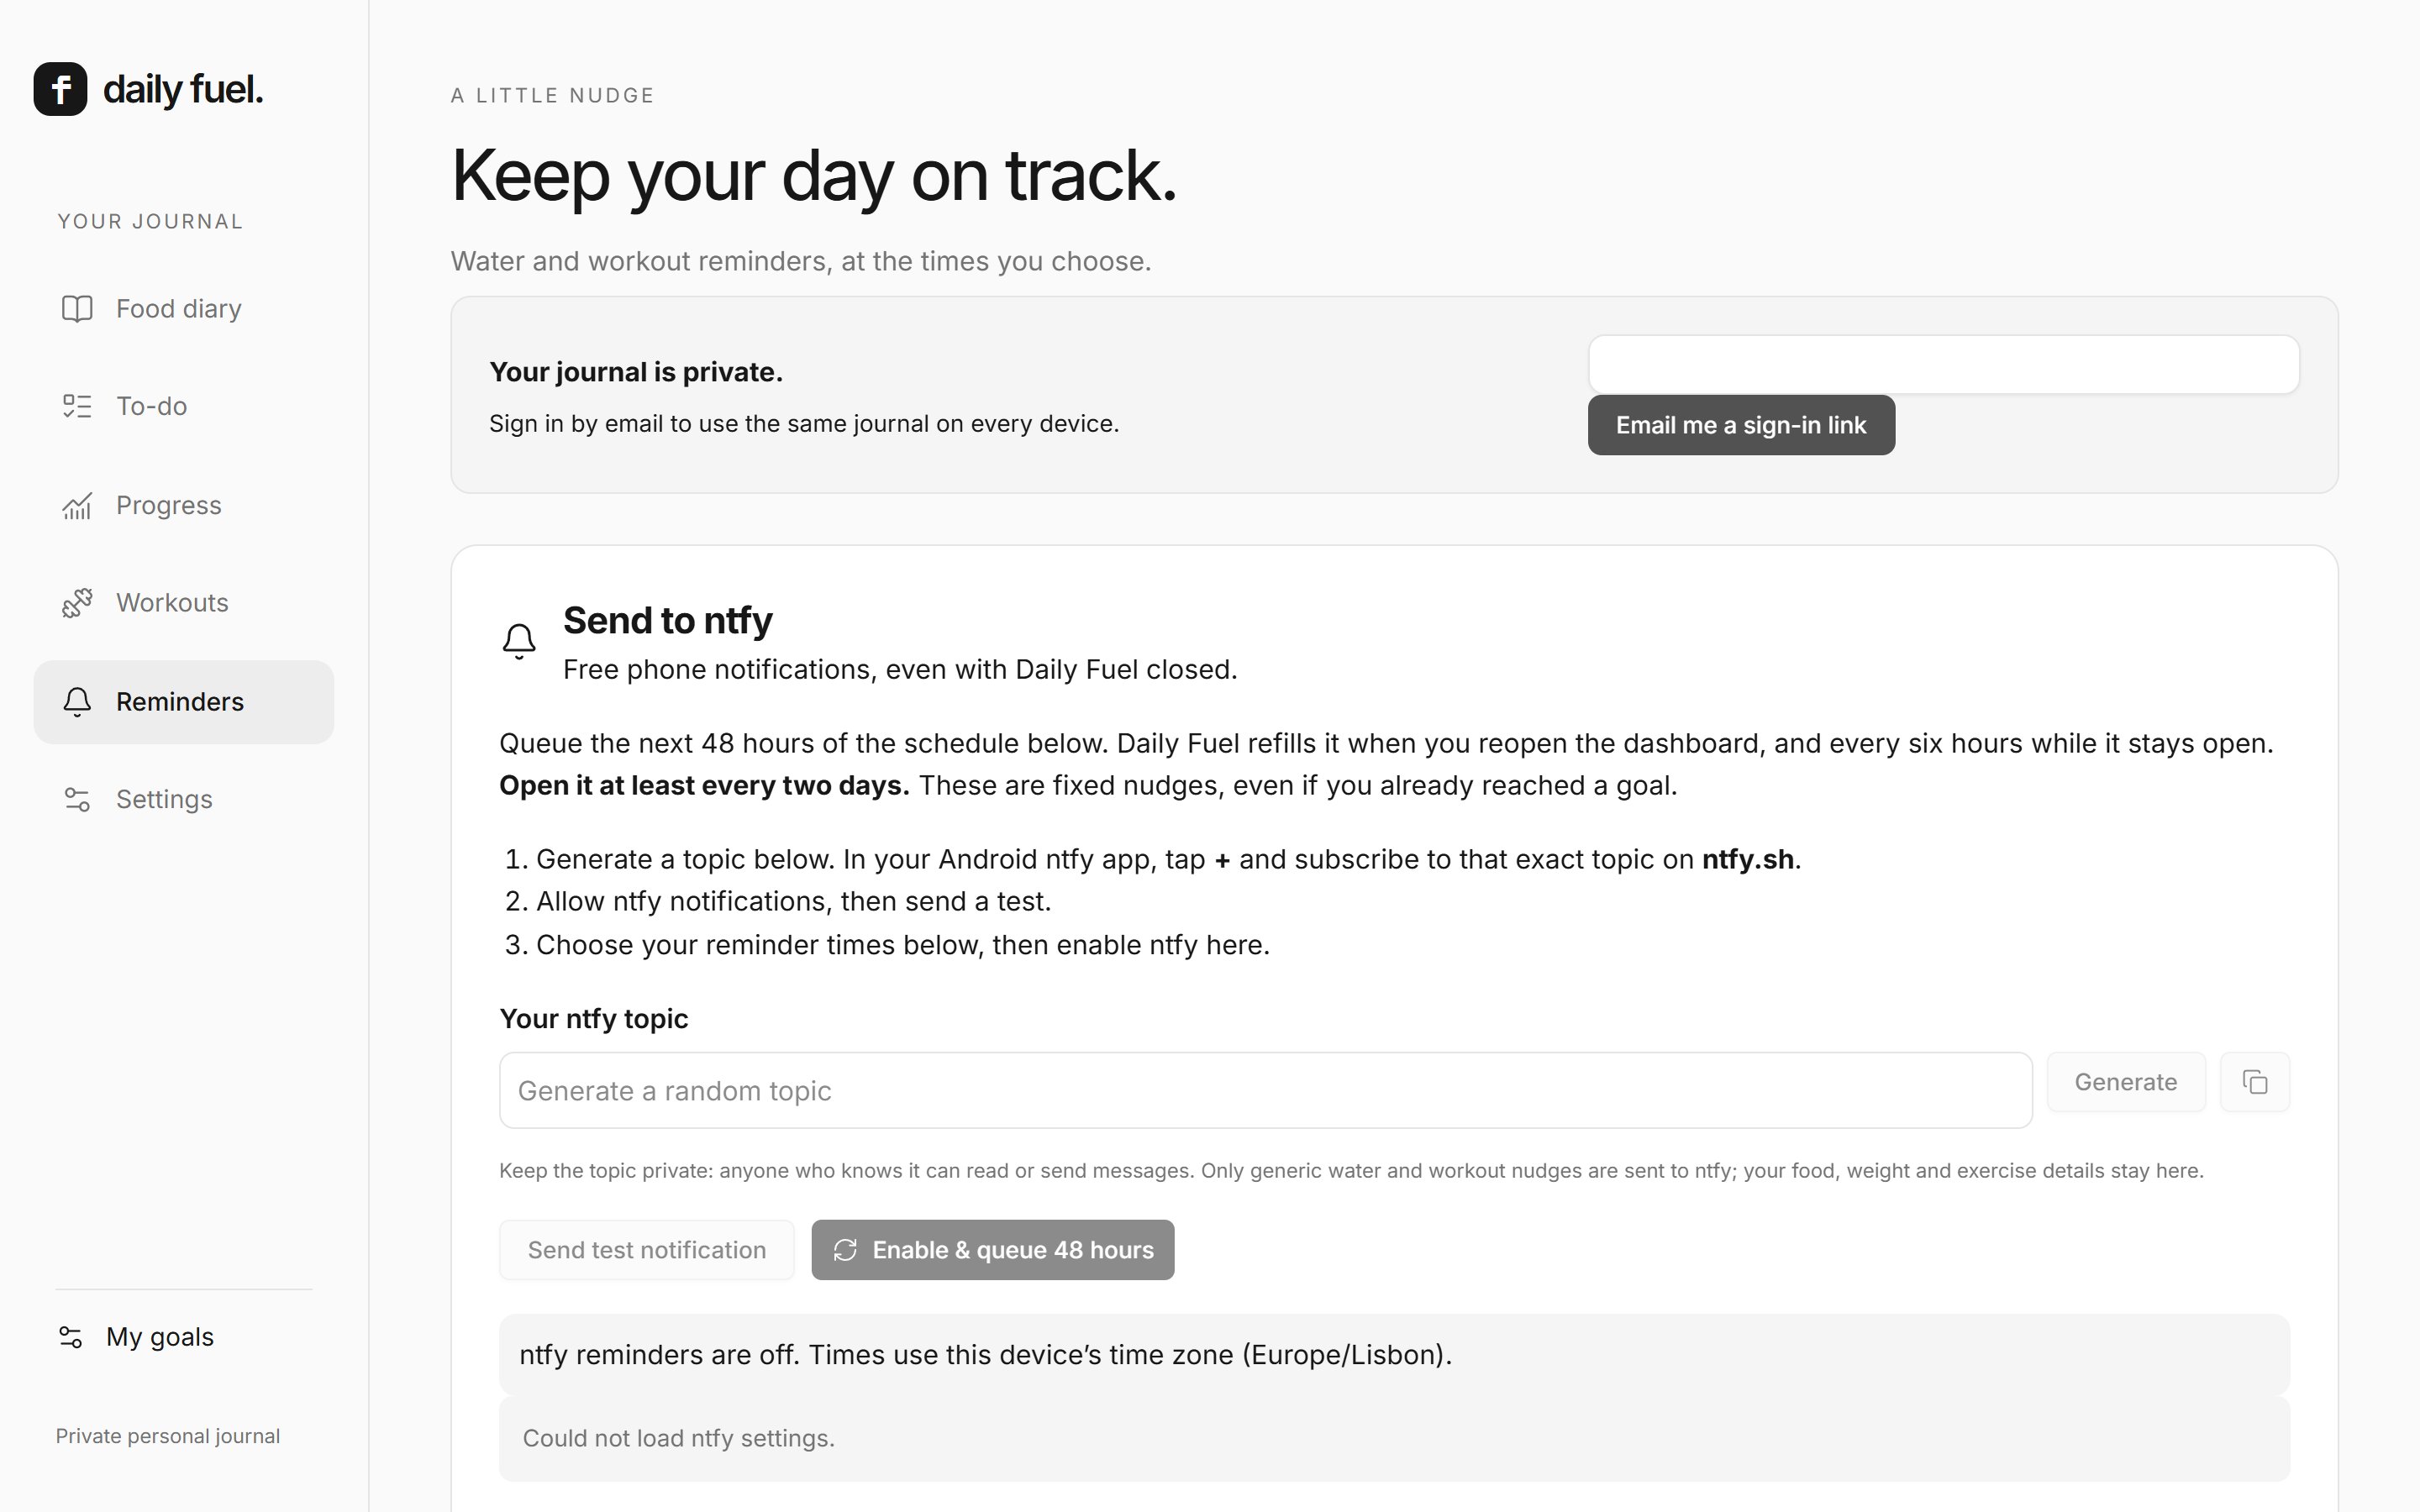 f daily fuel.
YOUR JOURNAL
Food diary
To-do
Progress
Workouts
Reminders
Settings
My goals
Private personal journal
A LITTLE NUDGE
Keep your day on track.
Water and workout reminders, at the times you choose.
Your journal is private.
Sign in by email to use the same journal on every device.
Email me a sign-in link
Send to ntfy
Free phone notifications, even with Daily Fuel closed.
Queue the next 48 hours of the schedule below. Daily Fuel refills it when you reopen the dashboard, and every six hours while it stays open.
Open it at least every two days. These are fixed nudges, even if you already reached a goal.
1. Generate a topic below. In your Android ntfy app, tap + and subscribe to that exact topic on ntfy.sh.
2. Allow ntfy notifications, then send a test.
3. Choose your reminder times below, then enable ntfy here.
Your ntfy topic
Generate a random topic
Generate
Keep the topic private: anyone who knows it can read or send messages. Only generic water and workout nudges are sent to ntfy; your food, weight and exercise details stay here.
Send test notification
Enable & queue 48 hours
ntfy reminders are off. Times use this device’s time zone (Europe/Lisbon).
Could not load ntfy settings.